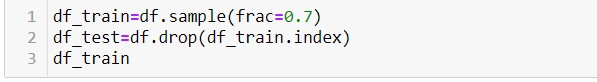 1 df_train=df.sample(frac=0.7)
2 df_test=df.drop(df_train.index)
3 df_train